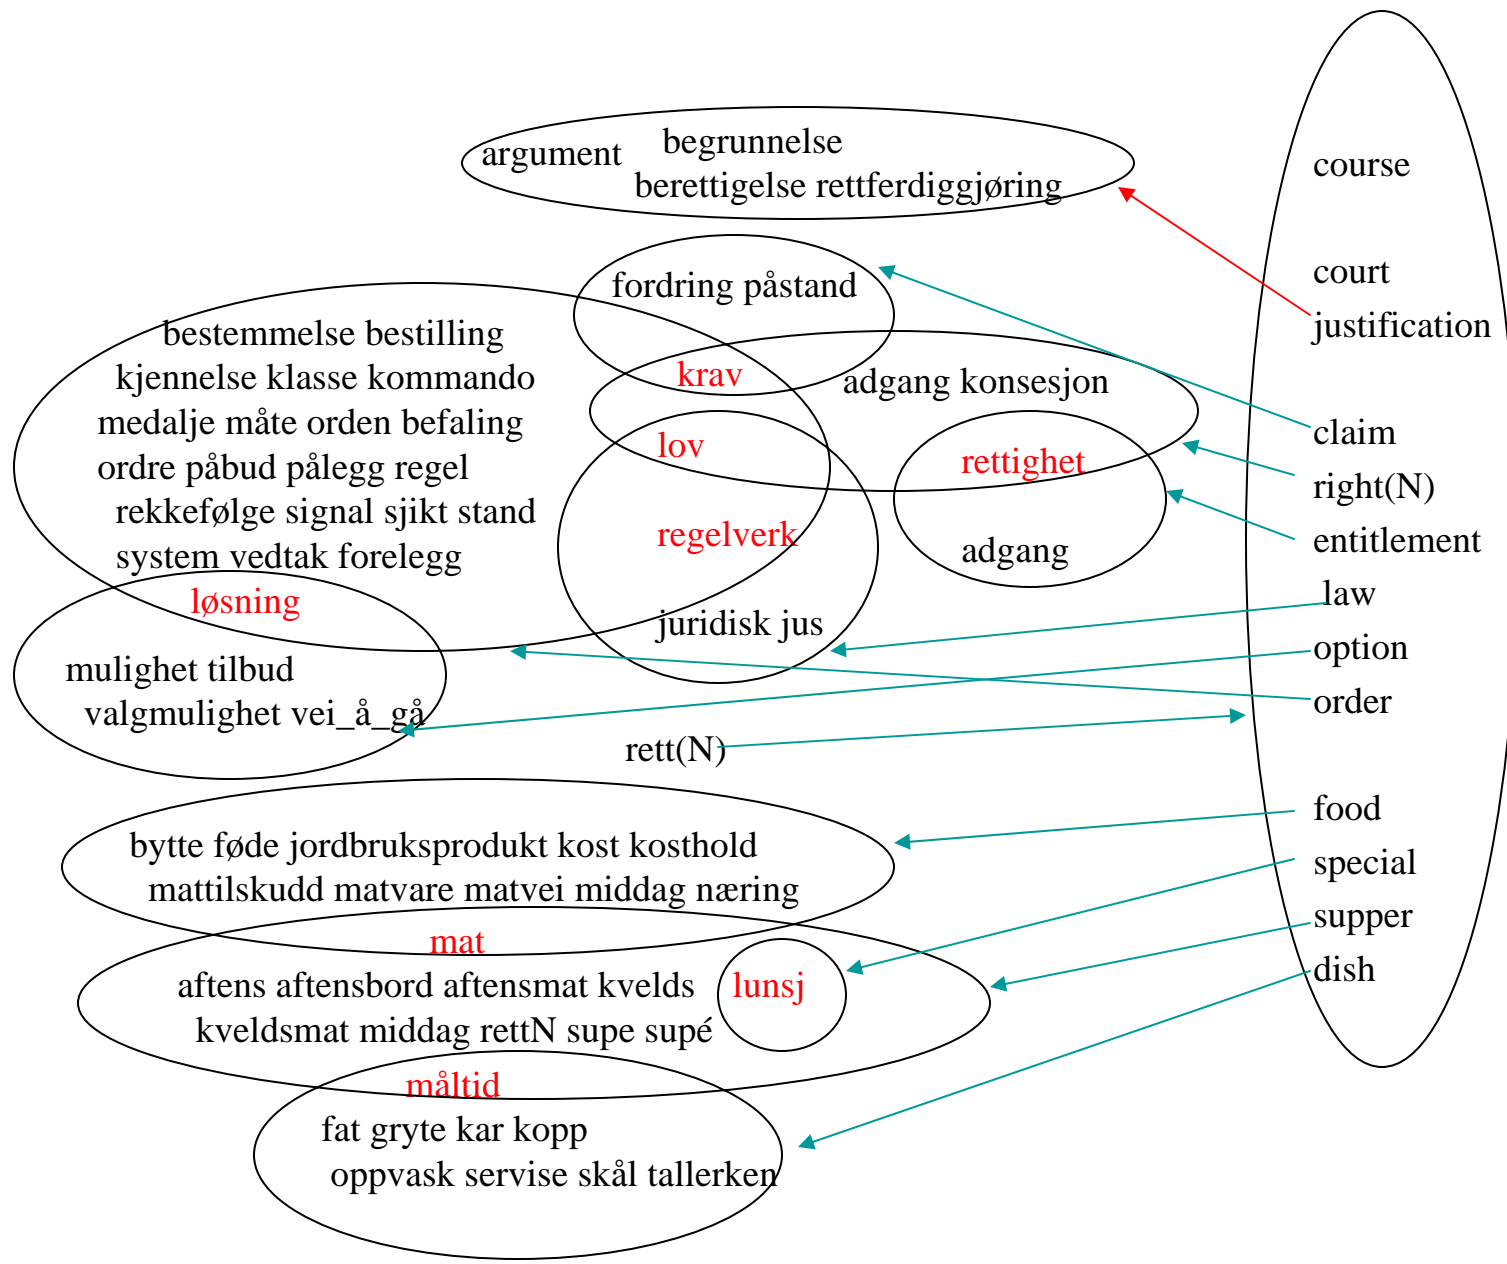 argument
begrunnelse
berettigelse rettferdiggjøring
fordring påstand
krav
adgang konsesjon
bestemmelse bestilling
kjennelse klasse kommando
medalje måte orden befaling
ordre påbud pålegg regel
rekkefølge signal sjikt stand
system vedtak forelegg
lov
rettighet
regelverk
adgang
juridisk jus
løsning
mulighet tilbud
valgmulighet vei_å_gå
rett(N)
bytte føde jordbruksprodukt kost kosthold
mattilskudd matvare matvei middag næring
mat
aftens aftensbord aftensmat kvelds
kveldsmat middag rettN supe supé
lunsj
måltid
fat gryte kar kopp
oppvask servise skål tallerken
course
court
justification
claim
right(N)
entitlement
law
option
order
food
special
supper
dish